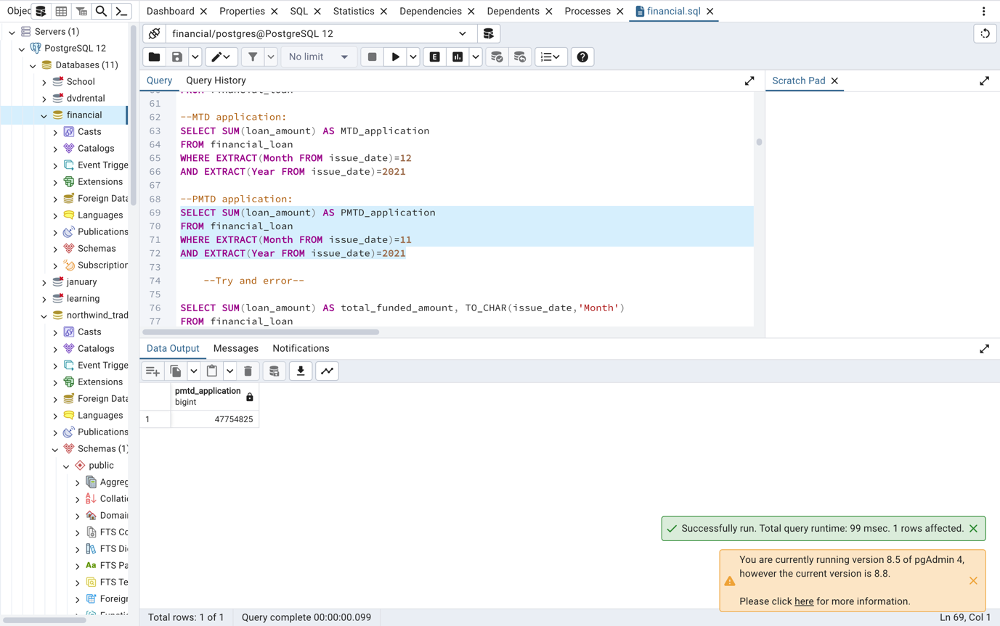 Objec
Dashboard
Properties
SQL
Statistics
Dependencies
Dependents
Processes
financial.sql
Servers (1)
PostgreSQL 12
Databases (11)
School
dvdrental
financial
Casts
Catalogs
Event Trigge
Extensions
Foreign Data
Languages
Publications
Schemas
Subscription
january
learning
northwind_trad
Casts
Catalogs
Event Trigge
Extensions
Foreign Data
Languages
Publications
Schemas (1)
public
Aggreg
Collatic
Domai
FTS Co
FTS Di
Aa FTS Pa
FTS Te
Foreigr
financial/postgres@PostgreSQL 12
No limit
E
Query
Query History
Scratch Pad
60 FROM financial_loan
61
62 --MTD application:
63 SELECT SUM(loan_amount) AS MTD_application
64 FROM financial_loan
65 WHERE EXTRACT(Month FROM issue_date)=12
66 AND EXTRACT(Year FROM issue_date)=2021
67
68 --PMTD application:
69 SELECT SUM(loan_amount) AS PMTD_application
70 FROM financial_loan
71 WHERE EXTRACT(Month FROM issue_date)=11
72 AND EXTRACT(Year FROM issue_date)=2021
73
74 --Try and error--
75
76 SELECT SUM(loan_amount) AS total_funded_amount, TO_CHAR(issue_date,'Month')
77 FROM financial_loan
Data Output
Messages
Notifications
pmtd_application
bigint
1 47754825
Successfully run. Total query runtime: 99 msec. 1 rows affected.
You are currently running version 8.5 of pgAdmin 4,
however the current version is 8.8.
Please click here for more information.
Total rows: 1 of 1
Query complete 00:00:00.099
Ln 69, Col 1